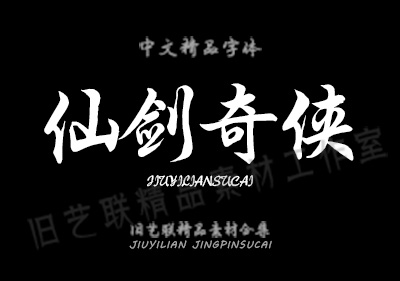 中文精品字体
仙剑奇侠
JIUYILIANSUCAI
旧艺联精品素材工作室
旧艺联精品素材合集
JIUYILIAN JINGPINSUCAI